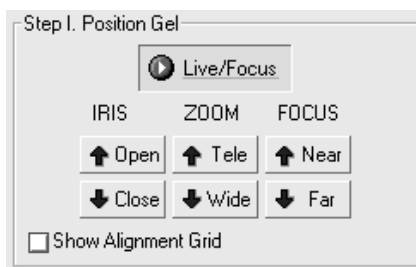 Step I. Position Gel
Live/Focus
IRIS ZOOM FOCUS
Open Tele Near
Close Wide Far
Show Alignment Grid